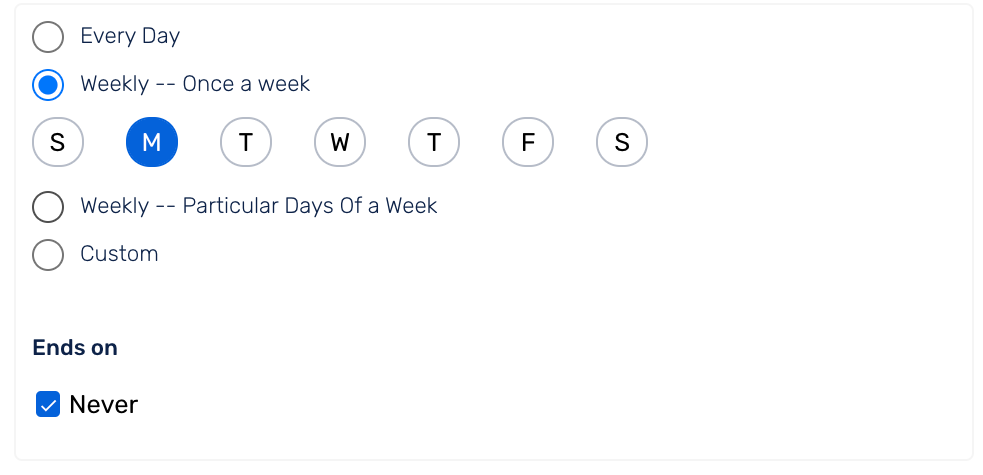 Every Day
Weekly -- Once a week
S M T W T F S
Weekly -- Particular Days Of a Week
Custom
Ends on
Never